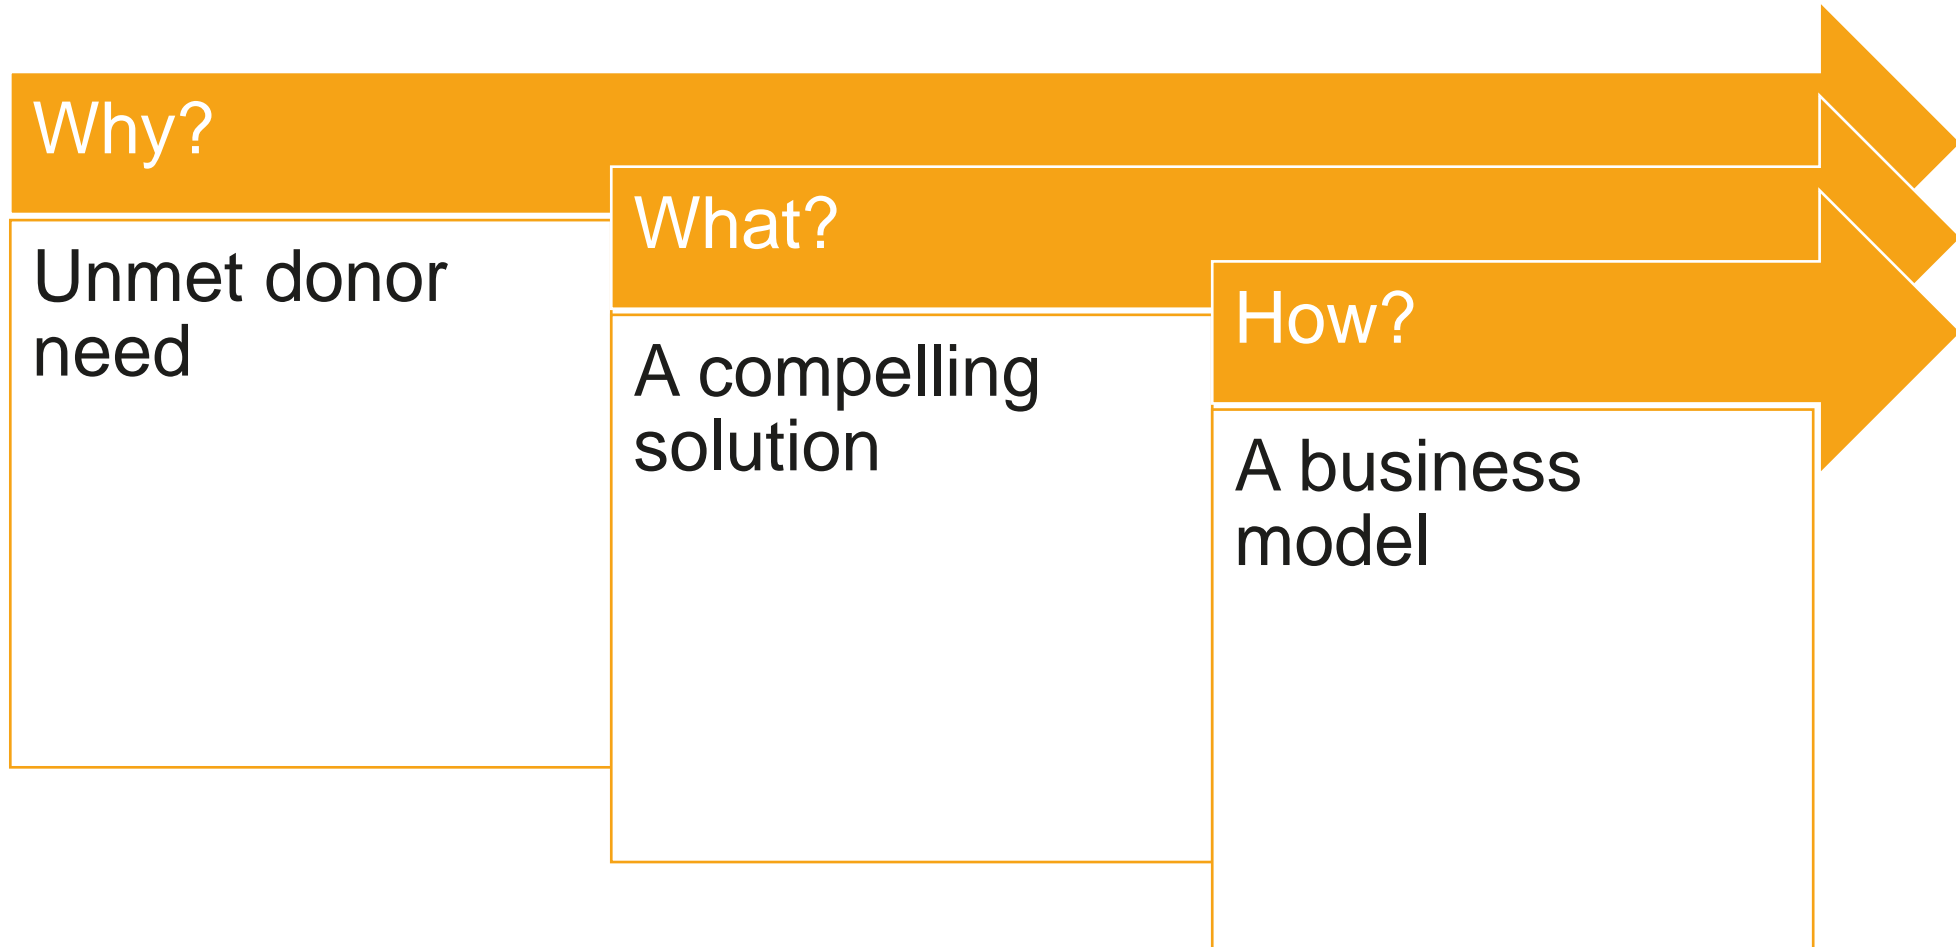 Why?
Unmet donor
need
What?
A compelling
solution
How?
A business
model